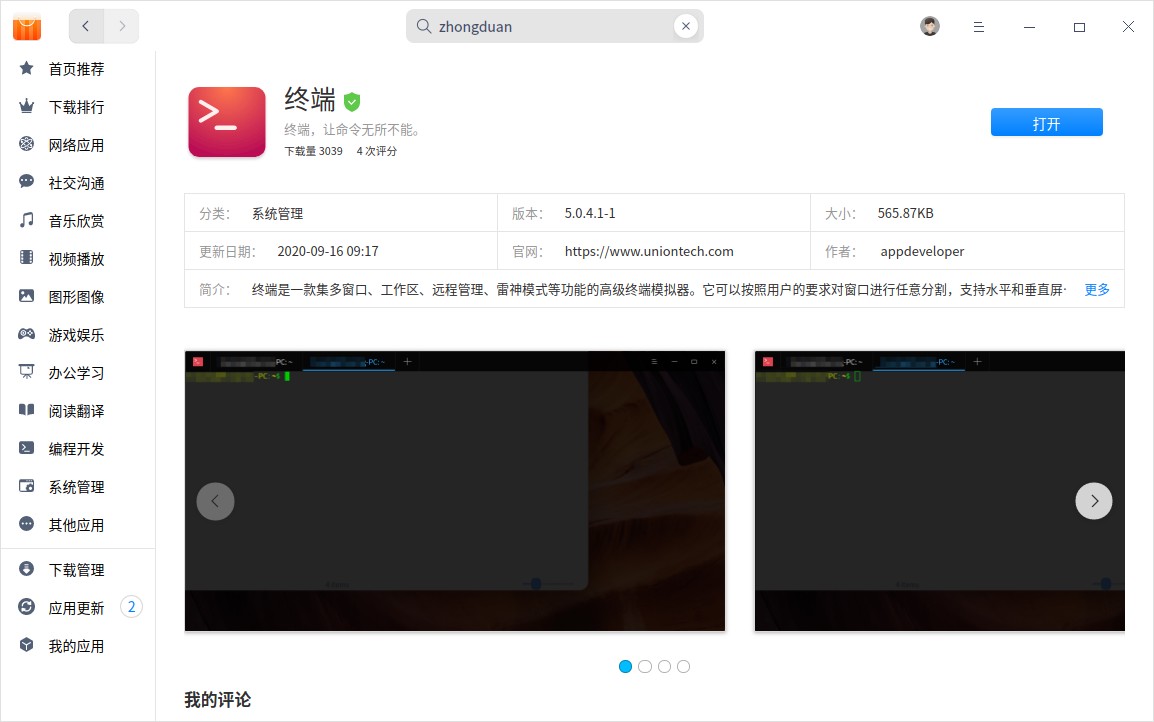 zhongduan
首页推荐
下载排行
网络应用
社交沟通
音乐欣赏
视频播放
图形图像
游戏娱乐
办公学习
阅读翻译
编程开发
系统管理
其他应用
下载管理
应用更新 2
我的应用
终端
终端，让命令无所不能。
下载量 3039 4 次评分
打开
分类： 系统管理 版本： 5.0.4.1-1 大小： 565.87KB
更新日期： 2020-09-16 09:17 官网： https://www.uniontech.com 作者： appdeveloper
简介： 终端是一款集多窗口、工作区、远程管理、雷神模式等功能的高级终端模拟器。它可以按照用户的要求对窗口进行任意分割，支持水平和垂直屏· 更多
-PC: ~ -PC: ~
-PC: ~$
-PC: ~ -PC: ~
-PC: ~$
我的评论